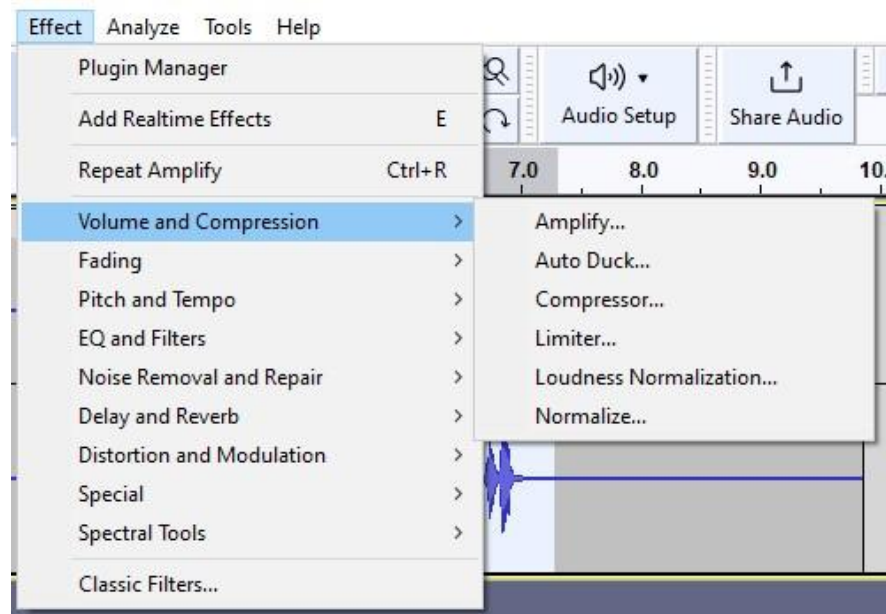 Effect Analyze Tools Help
Plugin Manager
Add Realtime Effects E
Repeat Amplify Ctrl+R
Volume and Compression
Fading
Pitch and Tempo
EQ and Filters
Noise Removal and Repair
Delay and Reverb
Distortion and Modulation
Special
Spectral Tools
Classic Filters...
Audio Setup
Share Audio
7.0 8.0 9.0 10.
Amplify...
Auto Duck...
Compressor...
Limiter...
Loudness Normalization...
Normalize...